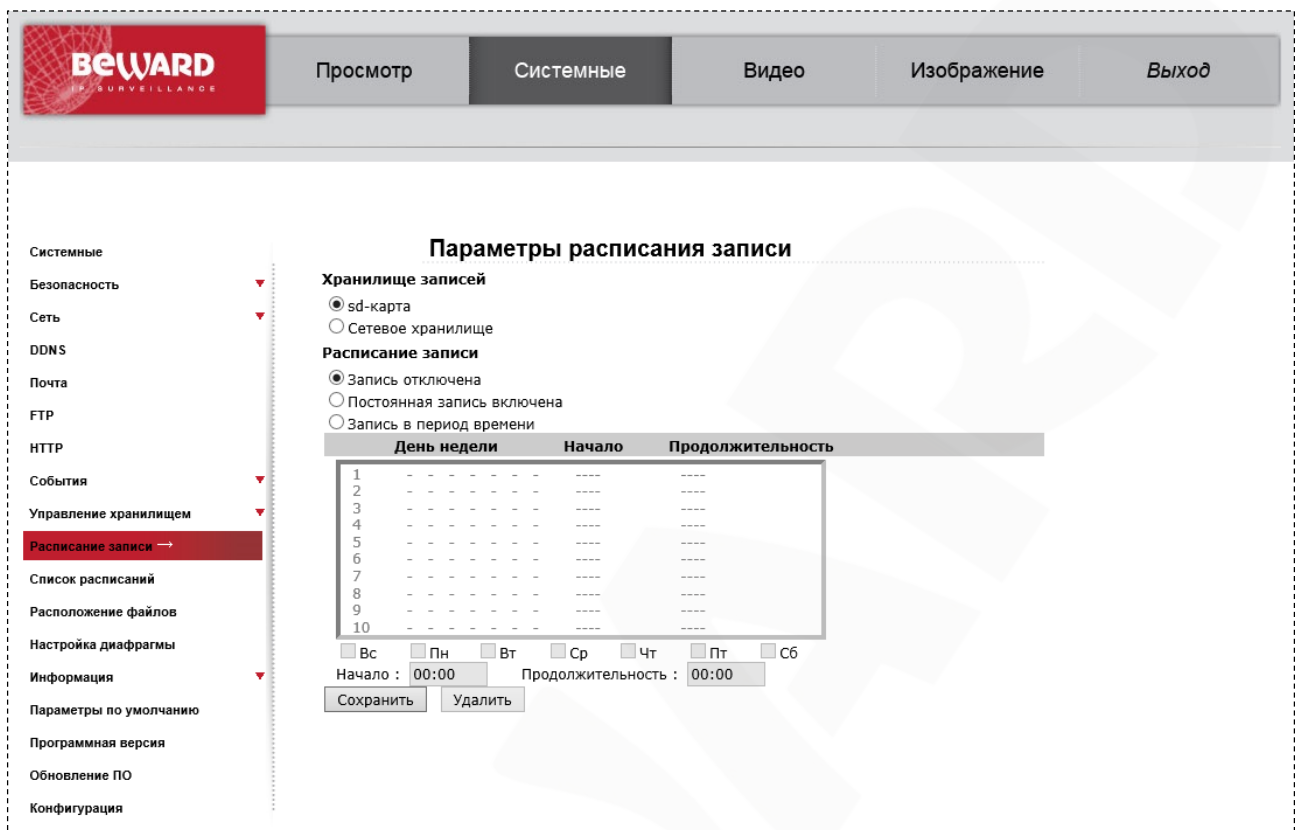 BEWARD
IP SURVEILLANCE
Просмотр Системные Видео Изображение Выход
Системные
Безопасность
Сеть
DDNS
Почта
FTP
HTTP
События
Управление хранилищем
Расписание записи →
Список расписаний
Расположение файлов
Настройка диафрагмы
Информация
Параметры по умолчанию
Программная версия
Обновление ПО
Конфигурация
Параметры расписания записи
Хранилище записей
sd-карта
Сетевое хранилище
Расписание записи
Запись отключена
Постоянная запись включена
Запись в период времени
День недели Начало Продолжительность
1 - - - - - - - ---- ----
2 - - - - - - - ---- ----
3 - - - - - - - ---- ----
4 - - - - - - - ---- ----
5 - - - - - - - ---- ----
6 - - - - - - - ---- ----
7 - - - - - - - ---- ----
8 - - - - - - - ---- ----
9 - - - - - - - ---- ----
10 - - - - - - - ---- ----
Вс Пн Вт Ср Чт Пт Сб
Начало : 00:00 Продолжительность : 00:00
Сохранить Удалить